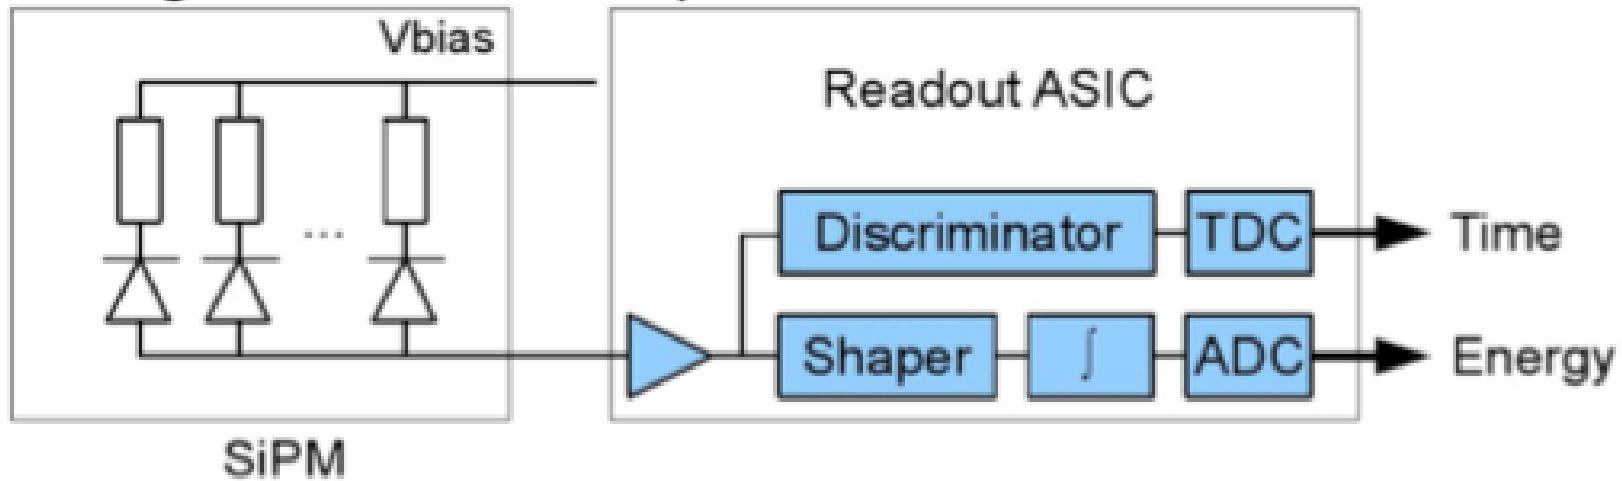 Vbias
Readout ASIC
...
Discriminator
TDC
Time
Shaper
∫
ADC
Energy
SiPM